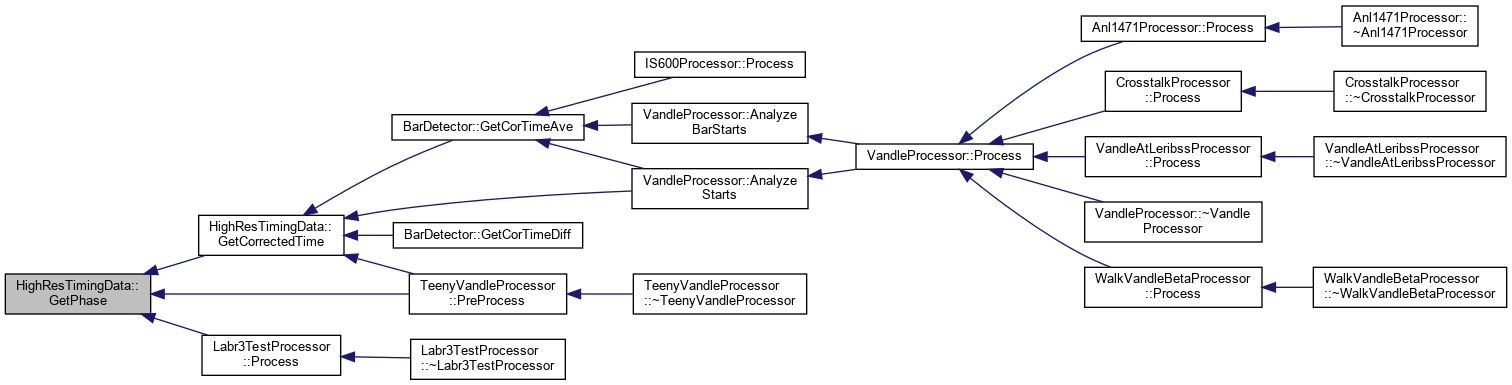 HighResTimingData::
GetPhase
HighResTimingData::
GetCorrectedTime
BarDetector::GetCorTimeAve
IS600Processor::Process
VandleProcessor::Analyze
BarStarts
VandleProcessor::Process
Anl1471Processor::Process
Anl1471Processor::
~Anl1471Processor
CrosstalkProcessor
::Process
CrosstalkProcessor
::~CrosstalkProcessor
VandleAtLeribssProcessor
::Process
VandleAtLeribssProcessor
::~VandleAtLeribssProcessor
VandleProcessor::~Vandle
Processor
WalkVandleBetaProcessor
::Process
WalkVandleBetaProcessor
::~WalkVandleBetaProcessor
VandleProcessor::Analyze
Starts
BarDetector::GetCorTimeDiff
TeenyVandleProcessor
::PreProcess
TeenyVandleProcessor
::~TeenyVandleProcessor
Labr3TestProcessor
::Process
Labr3TestProcessor
::~Labr3TestProcessor